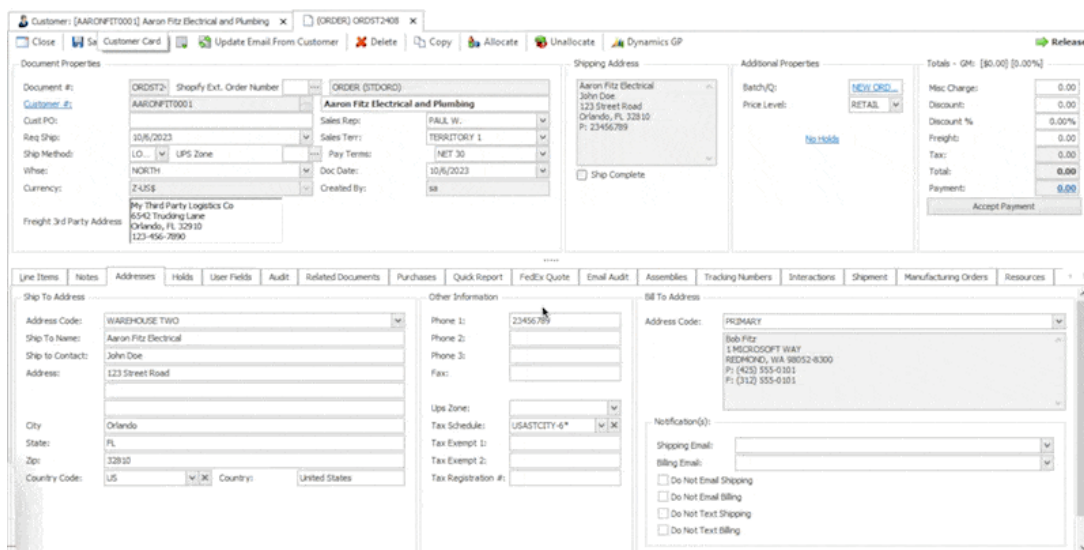 Customer: [AARONFIT0001] Aaron Fitz Electrical and Plumbing × (ORDER) ORDST2408 ×
Close Sa Customer Card Update Email From Customer Delete Copy Allocate Unallocate Dynamics GP Release
Document Properties
Document #: ORDST2 Shopify Ext. Order Number ... ORDER (STDORD)
Customer #: AARONFIT0001 Aaron Fitz Electrical and Plumbing
Cust PO: Sales Rep: PAUL W.
Req Ship: 10/6/2023 Sales Terr: TERRITORY 1
Ship Method: LO... UPS Zone ... Pay Terms: NET 30
Whse: NORTH Doc Date: 10/6/2023
Currency: Z-US$ Created By: sa
Freight 3rd Party Address
My Third Party Logistics Co
6542 Trucking Lane
Orlando, FL 32910
123-456-7890
Shipping Address
Aaron Fitz Electrical
John Doe
123 Street Road
Orlando, FL 32810
P: 23456789
Ship Complete
Additional Properties
Batch/Q: NEW ORD...
Price Level: RETAIL
No Holds
Totals - GM: [$0.00] [0.00%]
Misc Charge: 0.00
Discount: 0.00
Discount % 0.00%
Freight: 0.00
Tax: 0.00
Total: 0.00
Payment: 0.00
Accept Payment
Line Items Notes Addresses Holds User Fields Audit Related Documents Purchases Quick Report FedEx Quote Email Audit Assemblies Tracking Numbers Interactions Shipment Manufacturing Orders Resources
Ship To Address
Address Code: WAREHOUSE TWO
Ship To Name: Aaron Fitz Electrical
Ship to Contact: John Doe
Address: 123 Street Road
City Orlando
State: FL
Zip: 32810
Country Code: US Country: United States
Other Information
Phone 1: 23456789
Phone 2:
Phone 3:
Fax:
Ups Zone:
Tax Schedule: USASTCITY-6*
Tax Exempt 1:
Tax Exempt 2:
Tax Registration #:
Bill To Address
Address Code: PRIMARY
Bob Fitz
1 MICROSOFT WAY
REDMOND, WA 98052-8300
P: (425) 555-0101
F: (312) 555-0101
Notification(s):
Shipping Email:
Billing Email:
Do Not Email Shipping
Do Not Email Billing
Do Not Text Shipping
Do Not Text Billing